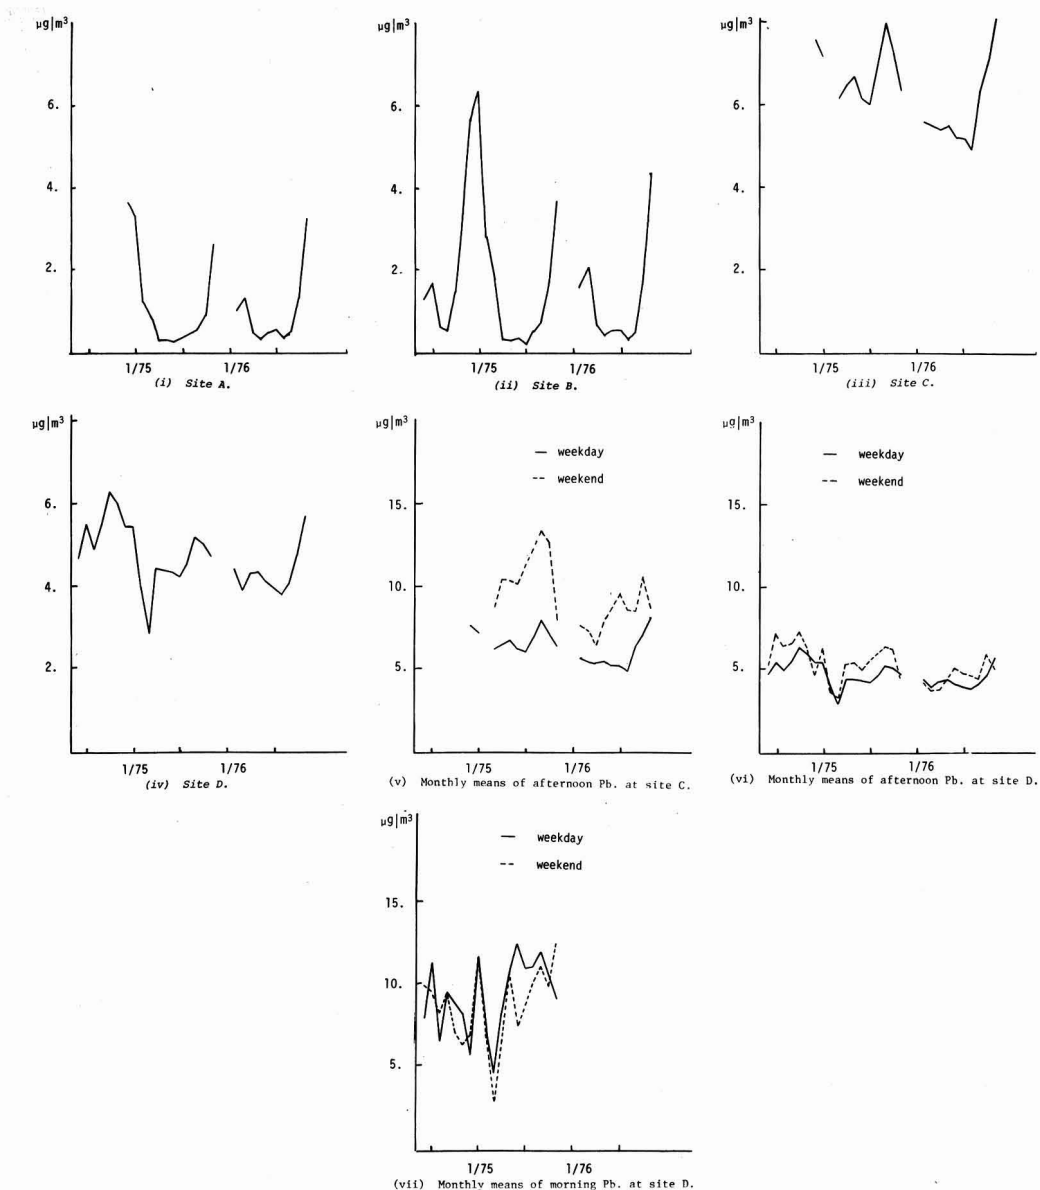 µg|m³
6.
4.
2.
1/75 1/76
(i) Site A.
µg|m³
6.
4.
2.
1/75 1/76
(ii) Site B.
µg|m³
6.
4.
2.
1/75 1/76
(iii) Site C.
µg|m³
6.
4.
2.
1/75 1/76
(iv) Site D.
µg|m³
weekday
weekend
15.
10.
5.
1/75 1/76
(v) Monthly means of afternoon Pb. at site C.
µg|m³
weekday
weekend
15.
10.
5.
1/75 1/76
(vi) Monthly means of afternoon Pb. at site D.
µg|m³
weekday
weekend
15.
10.
5.
1/75 1/76
(vii) Monthly means of morning Pb. at site D.